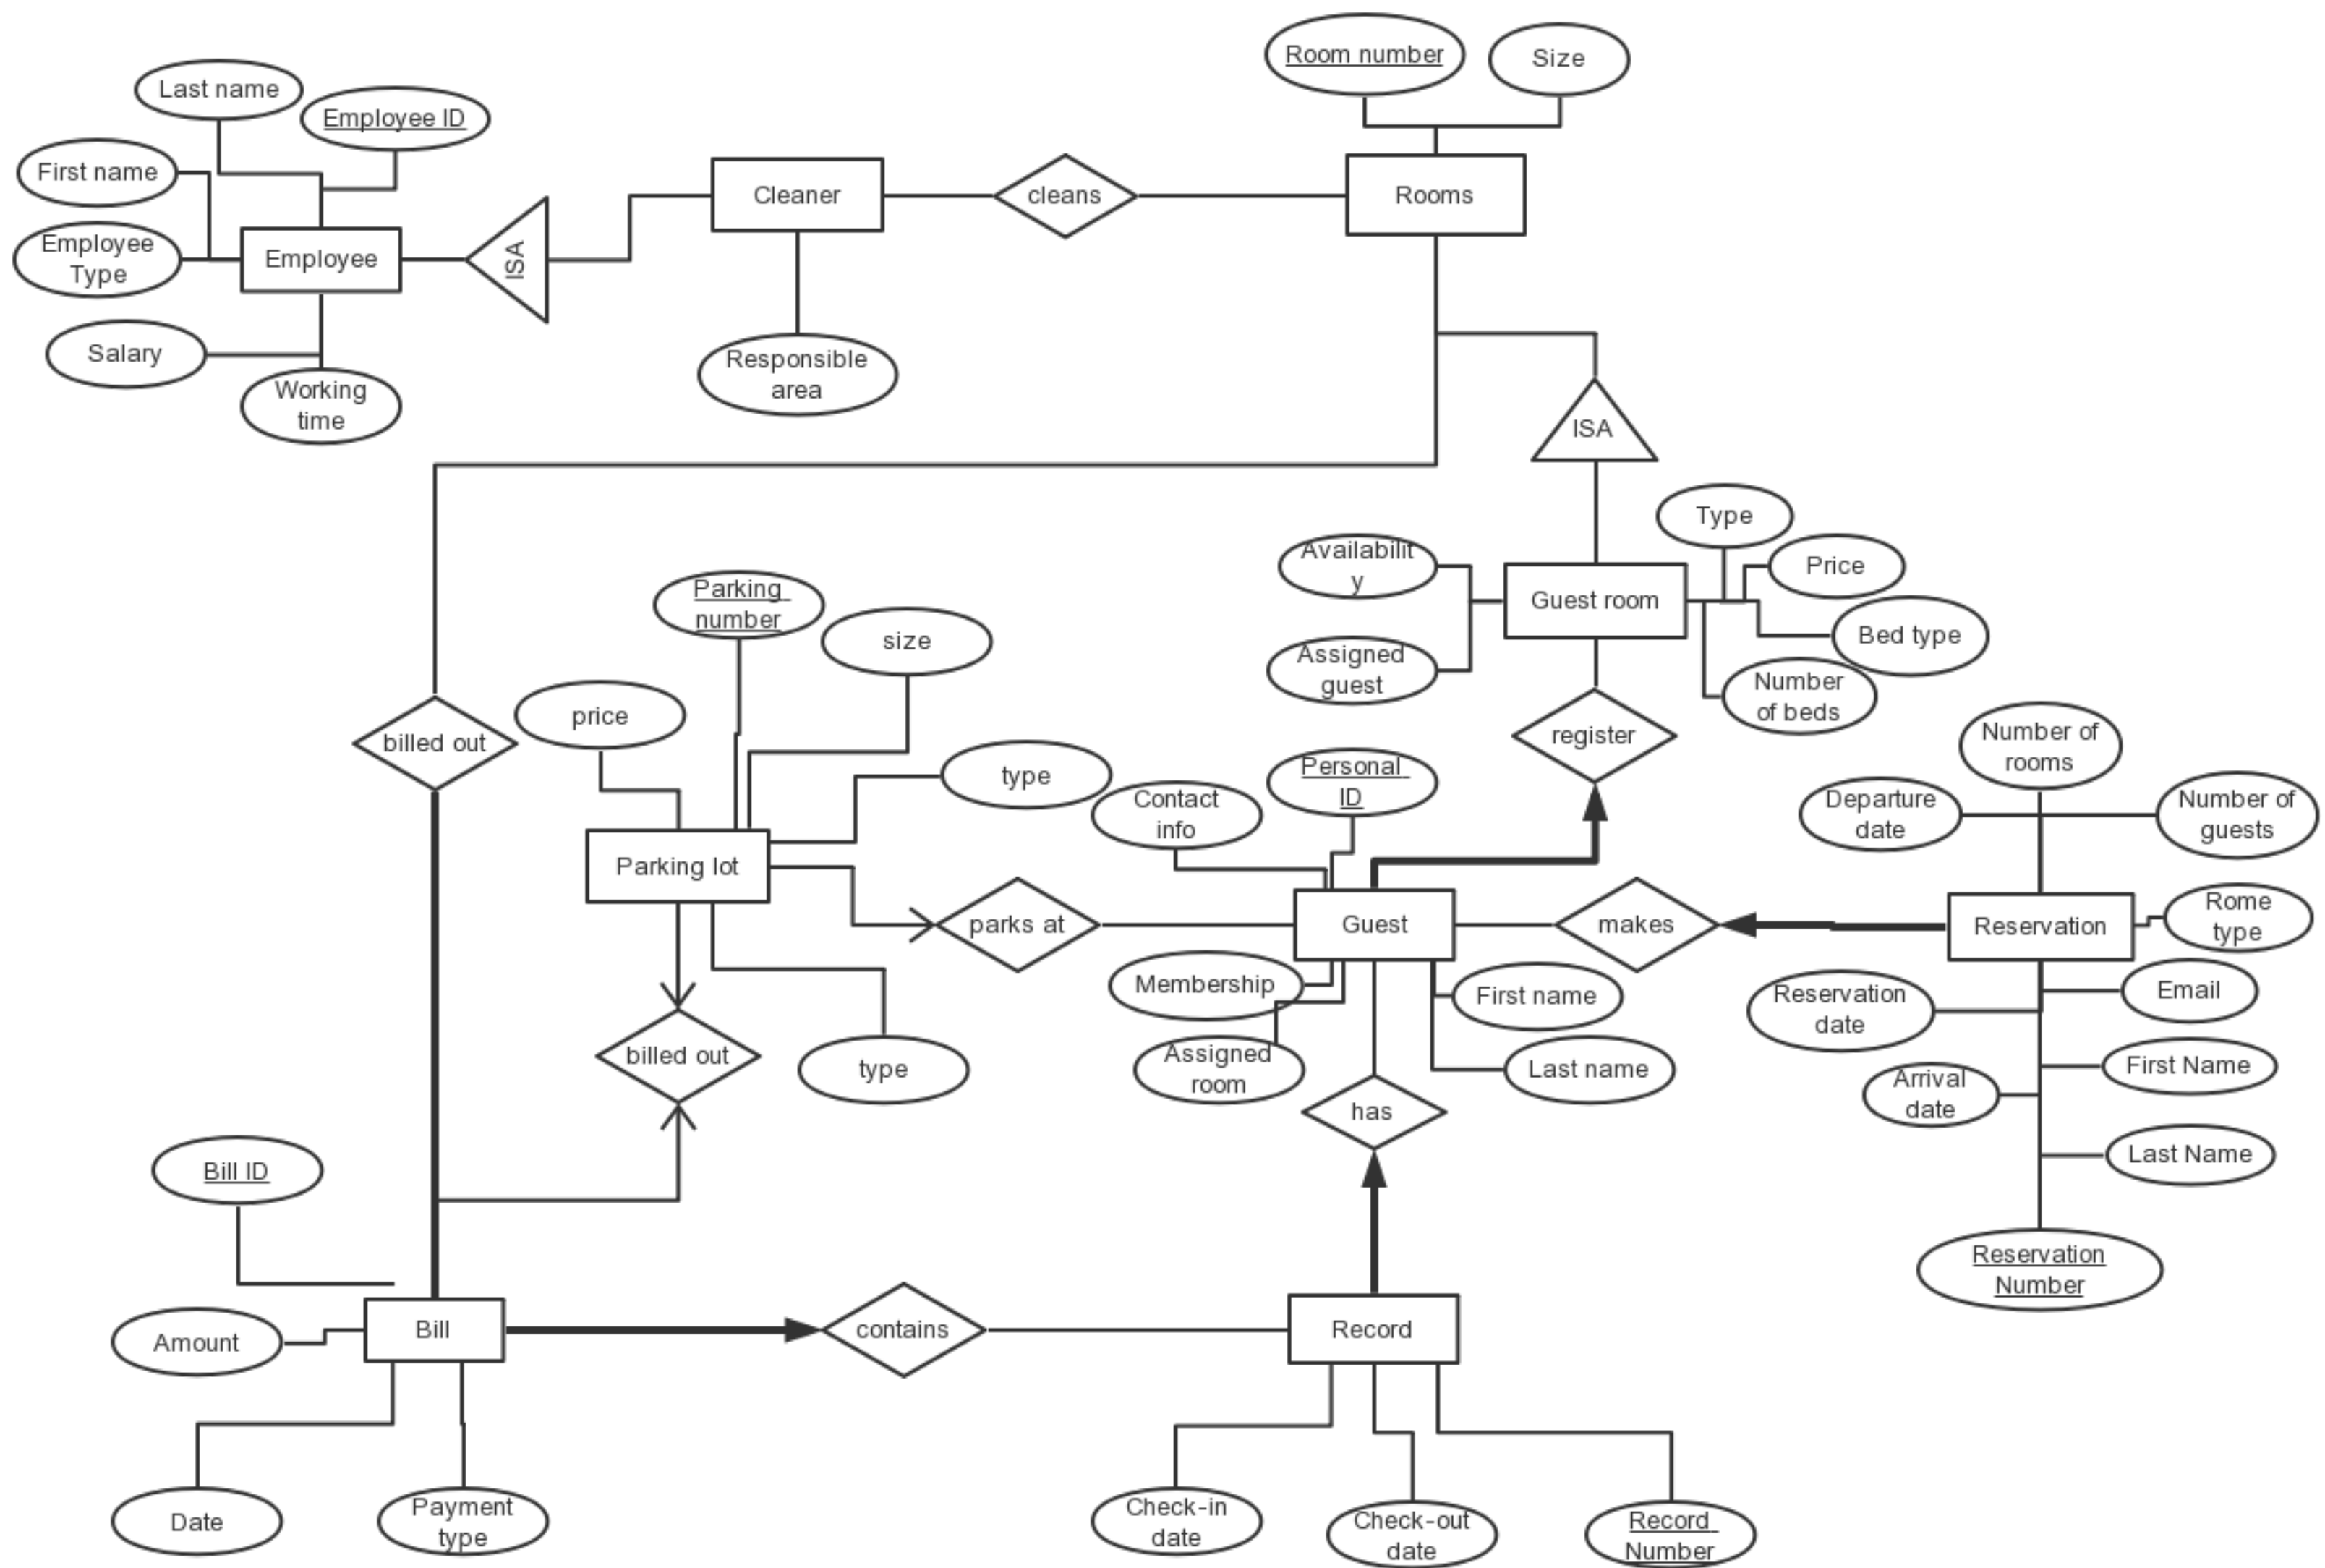 Room number
Size
Last name
Employee ID
First name
Cleaner
cleans
Rooms
Employee
Type
Employee
ISA
Salary
Responsible
area
Working
time
ISA
Type
Availabilit
y
Price
Parking
number
Guest room
size
Bed type
Assigned
guest
Number
of beds
price
billed out
register
Number of
rooms
type
Personal
ID
Contact
info
Departure
date
Number of
guests
Parking lot
parks at
Guest
makes
Reservation
Rome
type
Membership
First name
Reservation
date
Email
billed out
type
Assigned
room
Last name
First Name
Arrival
date
has
Last Name
Bill ID
Reservation
Number
Amount
Bill
contains
Record
Date
Payment
type
Check-in
date
Check-out
date
Record
Number